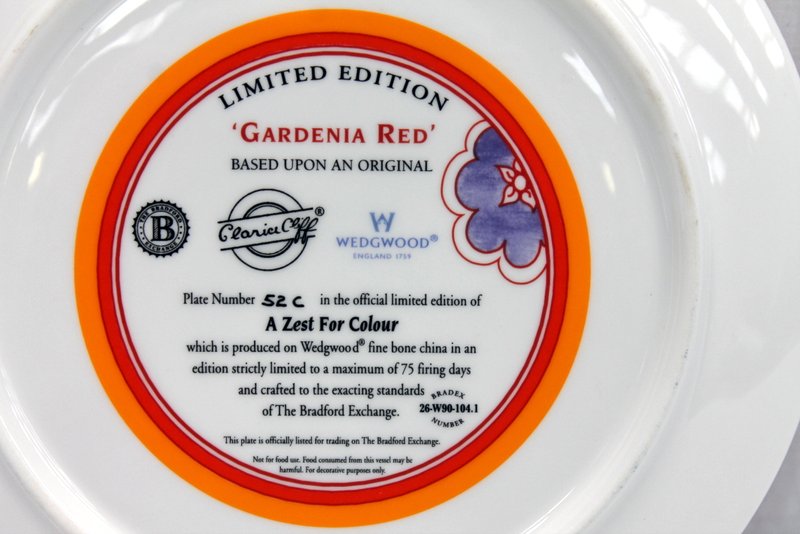 LIMITED EDITION
'GARDENIA RED'
BASED UPON AN ORIGINAL
THE BRADFORD
B
EXCHANGE
Clarice Cliff®
W
WEDGWOOD®
ENGLAND 1759
Plate Number 52 C in the official limited edition of
A Zest For Colour
which is produced on Wedgwood® fine bone china in an
edition strictly limited to a maximum of 75 firing days
and crafted to the exacting standards
of The Bradford Exchange.
BRADEX
26-W90-104.1
NUMBER
This plate is officially listed for trading on The Bradford Exchange.
Not for food use. Food consumed from this vessel may be
harmful. For decorative purposes only.